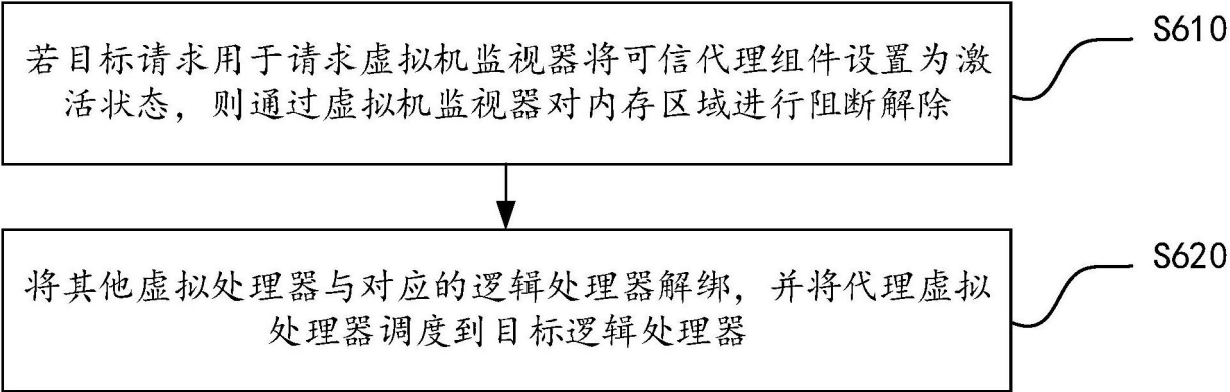 若目标请求用于请求虚拟机监视器将可信代理组件设置为激
活状态，则通过虚拟机监视器对内存区域进行阻断解除
S610
将其他虚拟处理器与对应的逻辑处理器解绑，并将代理虚拟
处理器调度到目标逻辑处理器
S620